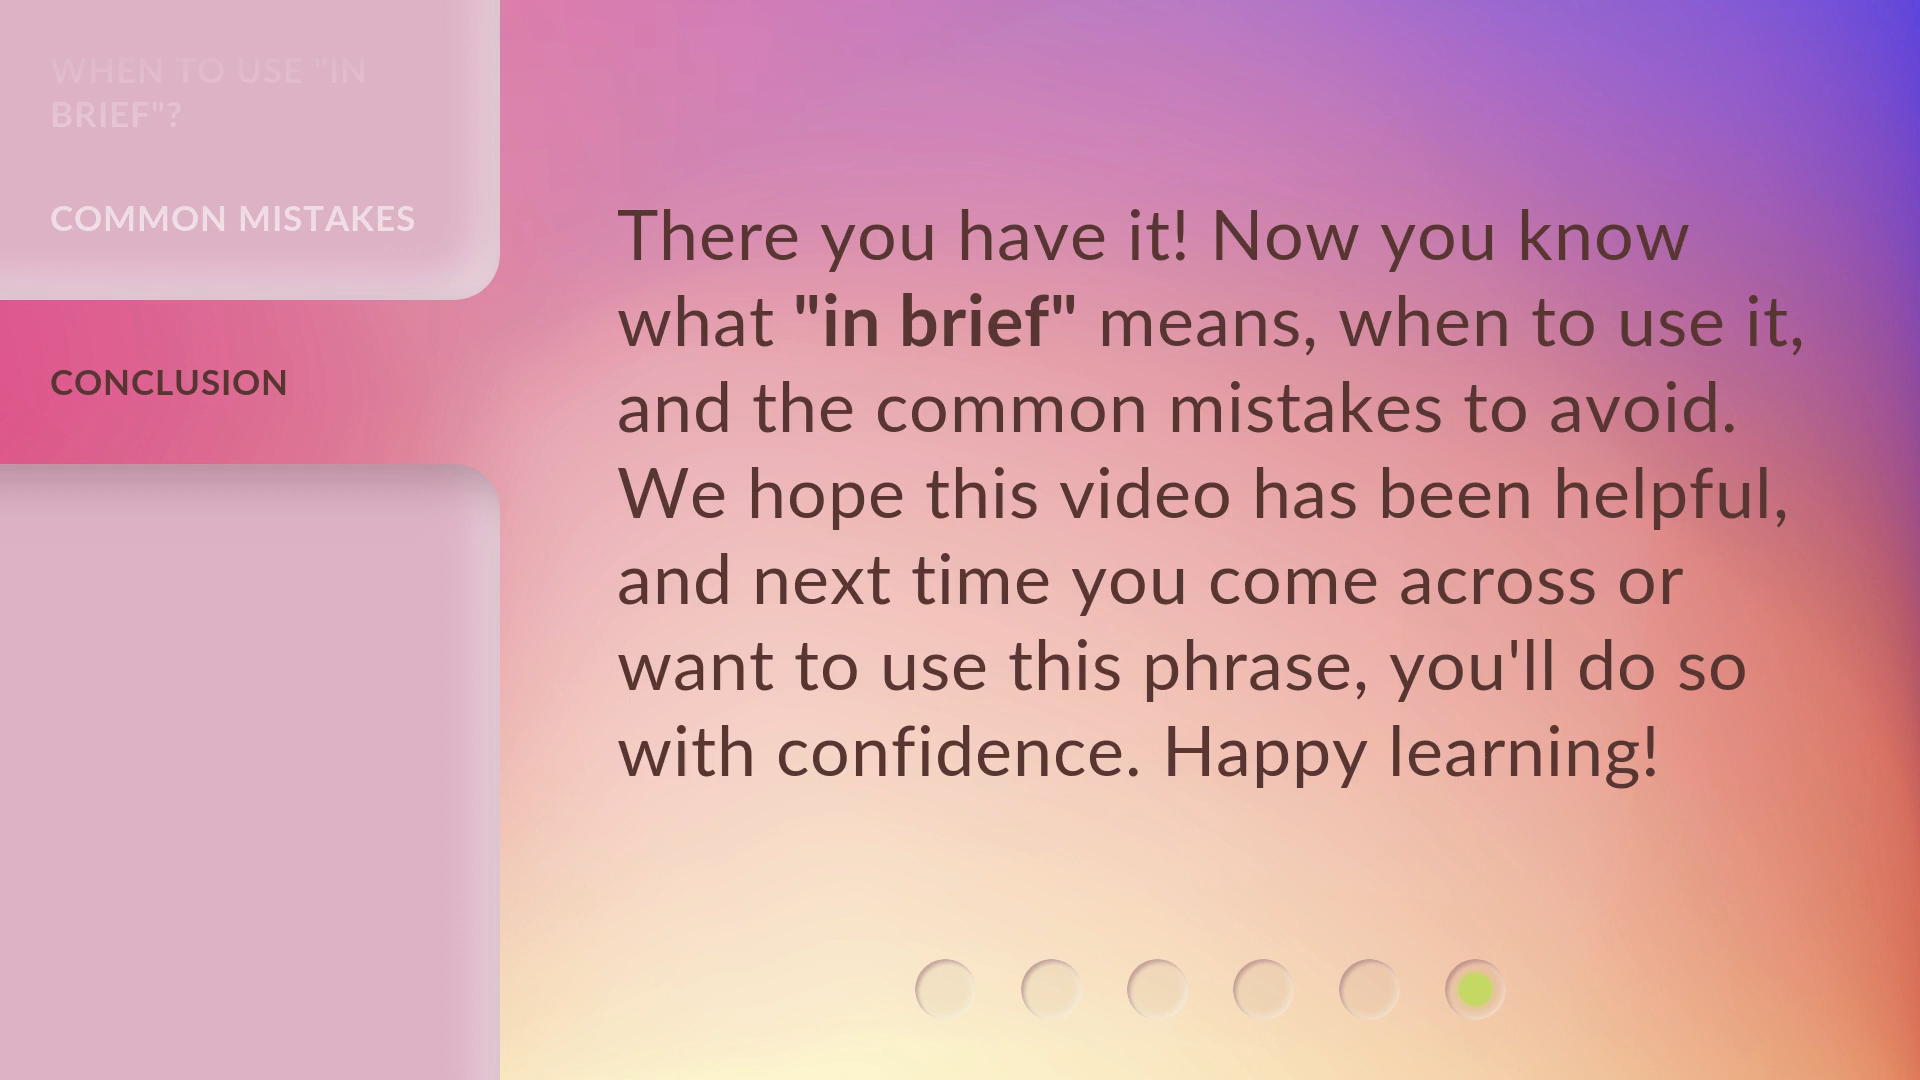 WHEN TO USE "IN
BRIEF"?
COMMON MISTAKES
CONCLUSION
There you have it! Now you know
what "in brief" means, when to use it,
and the common mistakes to avoid.
We hope this video has been helpful,
and next time you come across or
want to use this phrase, you'll do so
with confidence. Happy learning!